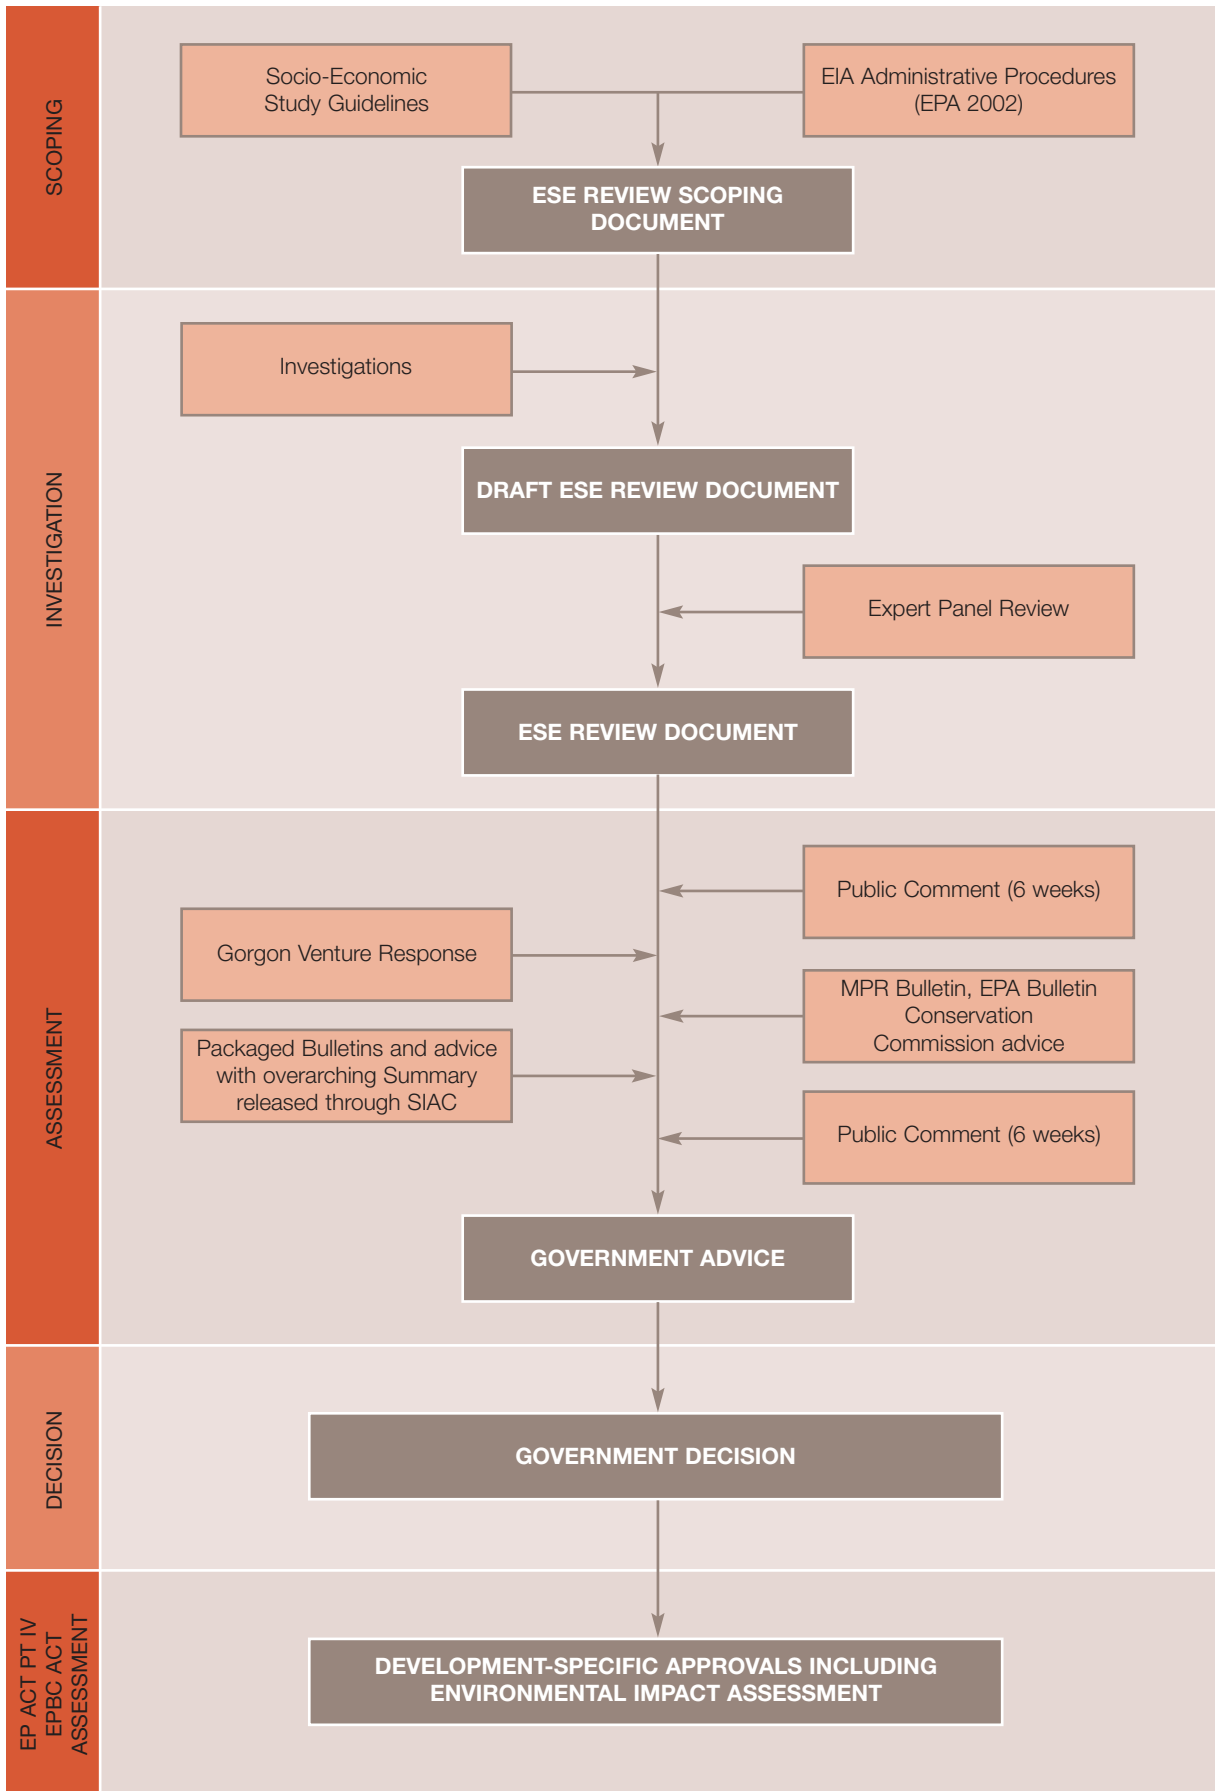 SCOPING
Socio-Economic
Study Guidelines
EIA Administrative Procedures
(EPA 2002)
ESE REVIEW SCOPING
DOCUMENT
INVESTIGATION
Investigations
DRAFT ESE REVIEW DOCUMENT
Expert Panel Review
ESE REVIEW DOCUMENT
ASSESSMENT
Public Comment (6 weeks)
Gorgon Venture Response
MPR Bulletin, EPA Bulletin
Conservation
Commission advice
Packaged Bulletins and advice
with overarching Summary
released through SIAC
Public Comment (6 weeks)
GOVERNMENT ADVICE
DECISION
GOVERNMENT DECISION
EP ACT PT IV
EPBC ACT
ASSESSMENT
DEVELOPMENT-SPECIFIC APPROVALS INCLUDING
ENVIRONMENTAL IMPACT ASSESSMENT